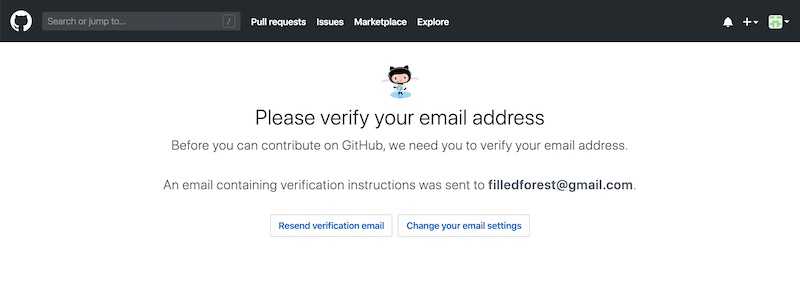 Search or jump to... / Pull requests Issues Marketplace Explore
Please verify your email address
Before you can contribute on GitHub, we need you to verify your email address.
An email containing verification instructions was sent to filledforest@gmail.com.
Resend verification email Change your email settings